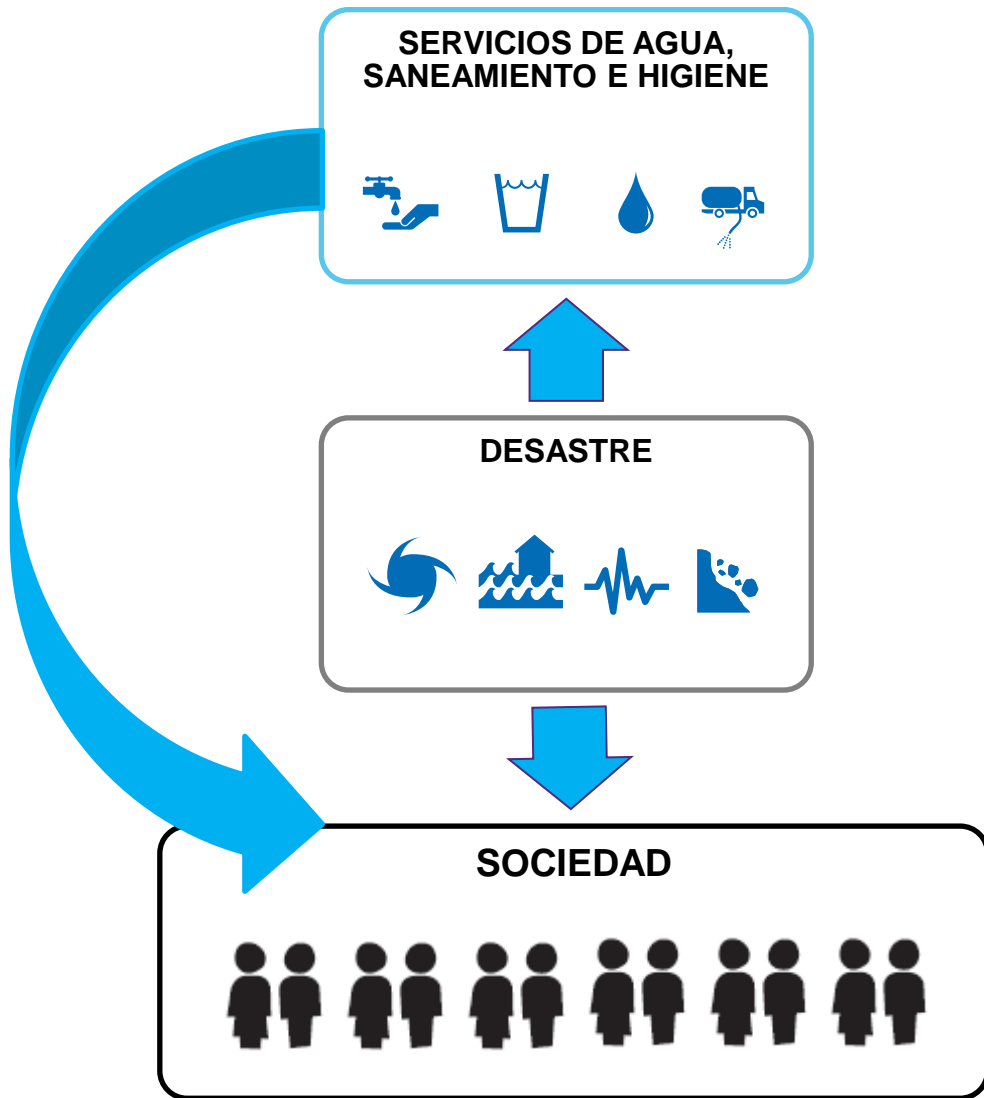 SERVICIOS DE AGUA,
SANEAMIENTO E HIGIENE
DESASTRE
SOCIEDAD